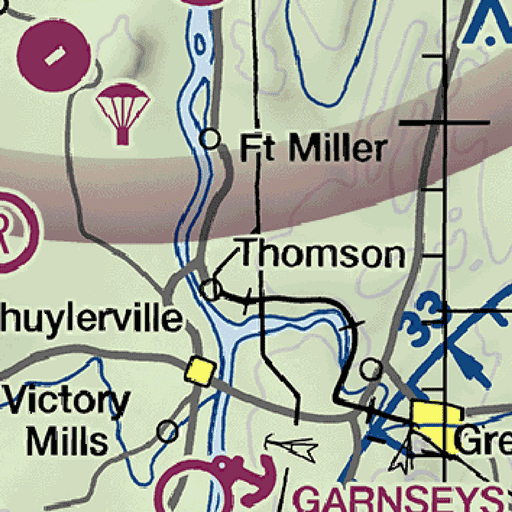 Ft Miller
R
Thomson
huylerville
33
Victory
Mills
Gre
GARNSEYS